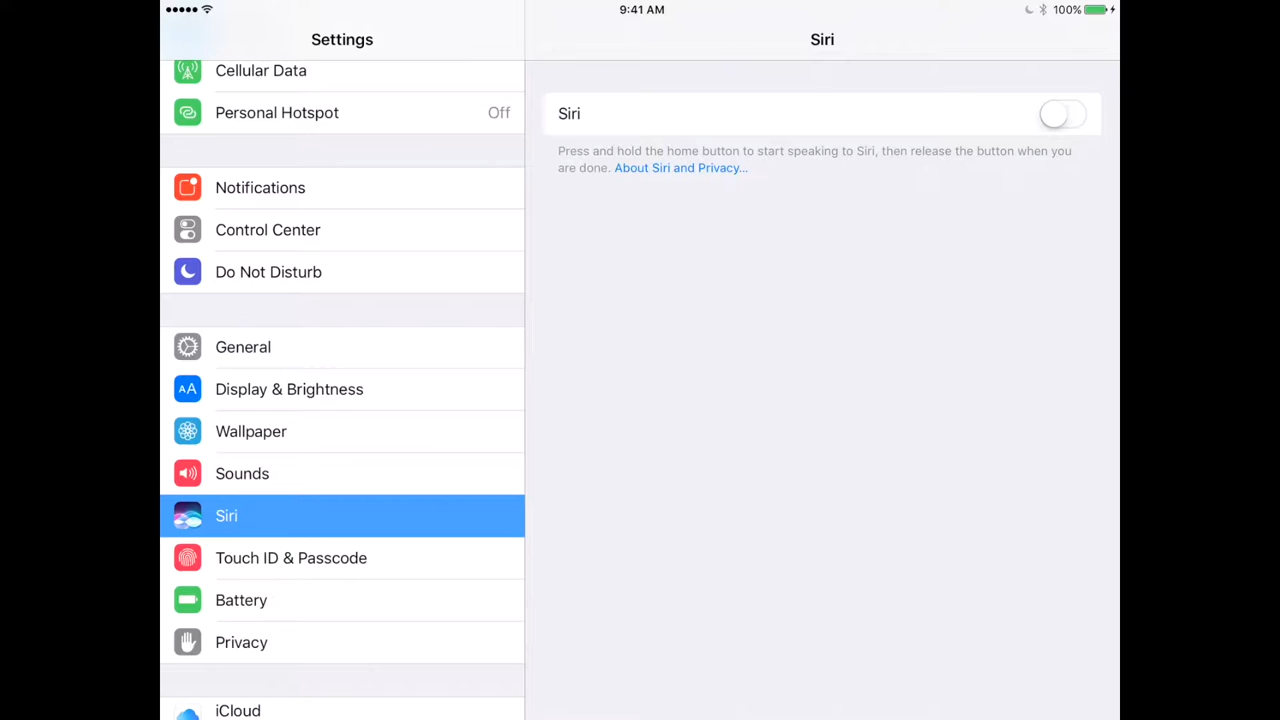 9:41 AM
100%
Settings
Siri
Cellular Data
Personal Hotspot Off
Notifications
Control Center
Do Not Disturb
General
AA
Display & Brightness
Wallpaper
Sounds
Siri
Touch ID & Passcode
Battery
Privacy
iCloud
Siri
Press and hold the home button to start speaking to Siri, then release the button when you
are done. About Siri and Privacy...